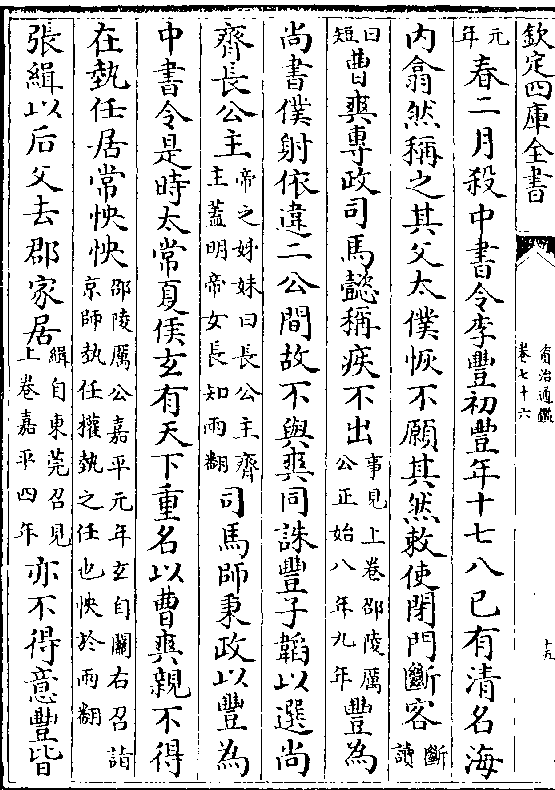 欽定四庫全書
資治通鑑
卷七十六
元年春二月殺中書令李豐初豐年十七八已有清名海
内翕然稱之其父太僕恢不願其然敕使閉門斷客斷讀
曰短曹爽專政司馬懿稱疾不出事見上卷邵陵厲公正始八年九年豐為
尚書僕射依違二公間故不與爽同誅豐子韜以選尚
齊長公主帝之姊妹曰長公主齊主蓋明帝女長知兩翻司馬師秉政以豐為
中書令是時太常夏侯玄有天下重名以曹爽親不得
在執任居常怏怏邵陵厲公嘉平元年玄自關右召詣京師執任權執之任也怏於兩翻
張緝以后父去郡家居緝自東莞召見上卷嘉平四年亦不得意豐皆